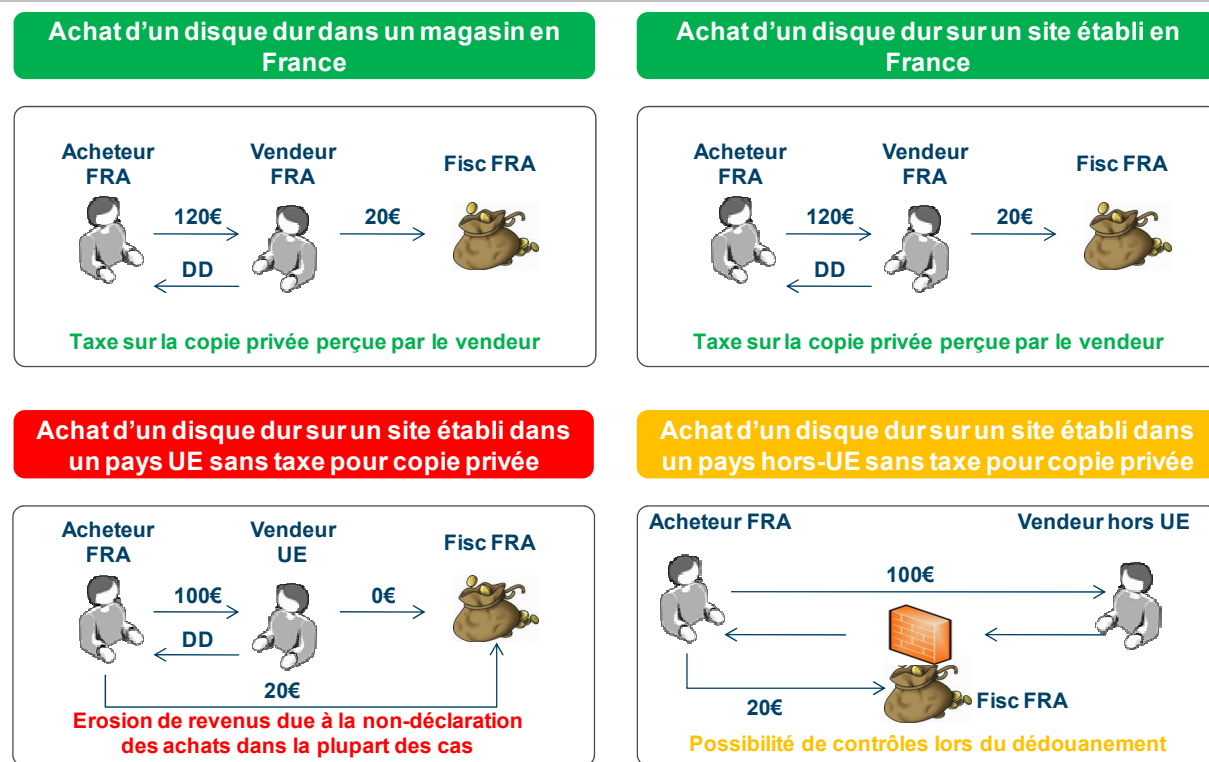 Achat d'un disque dur dans un magasin en
France
Acheteur
FRA
Vendeur
FRA
Fisc FRA
120€
20€
DD
Taxe sur la copie privée perçue par le vendeur
Achat d'un disque dur sur un site établi en
France
Acheteur
FRA
Vendeur
FRA
Fisc FRA
120€
20€
DD
Taxe sur la copie privée perçue par le vendeur
Achat d'un disque dur sur un site établi dans
un pays UE sans taxe pour copie privée
Acheteur
FRA
Vendeur
UE
Fisc FRA
100€
0€
DD
20€
Erosion de revenus due à la non-déclaration
des achats dans la plupart des cas
Achat d'un disque dur sur un site établi dans
un pays hors-UE sans taxe pour copie privée
Acheteur FRA
Vendeur hors UE
100€
20€
Fisc FRA
Possibilité de contrôles lors du dédouanement